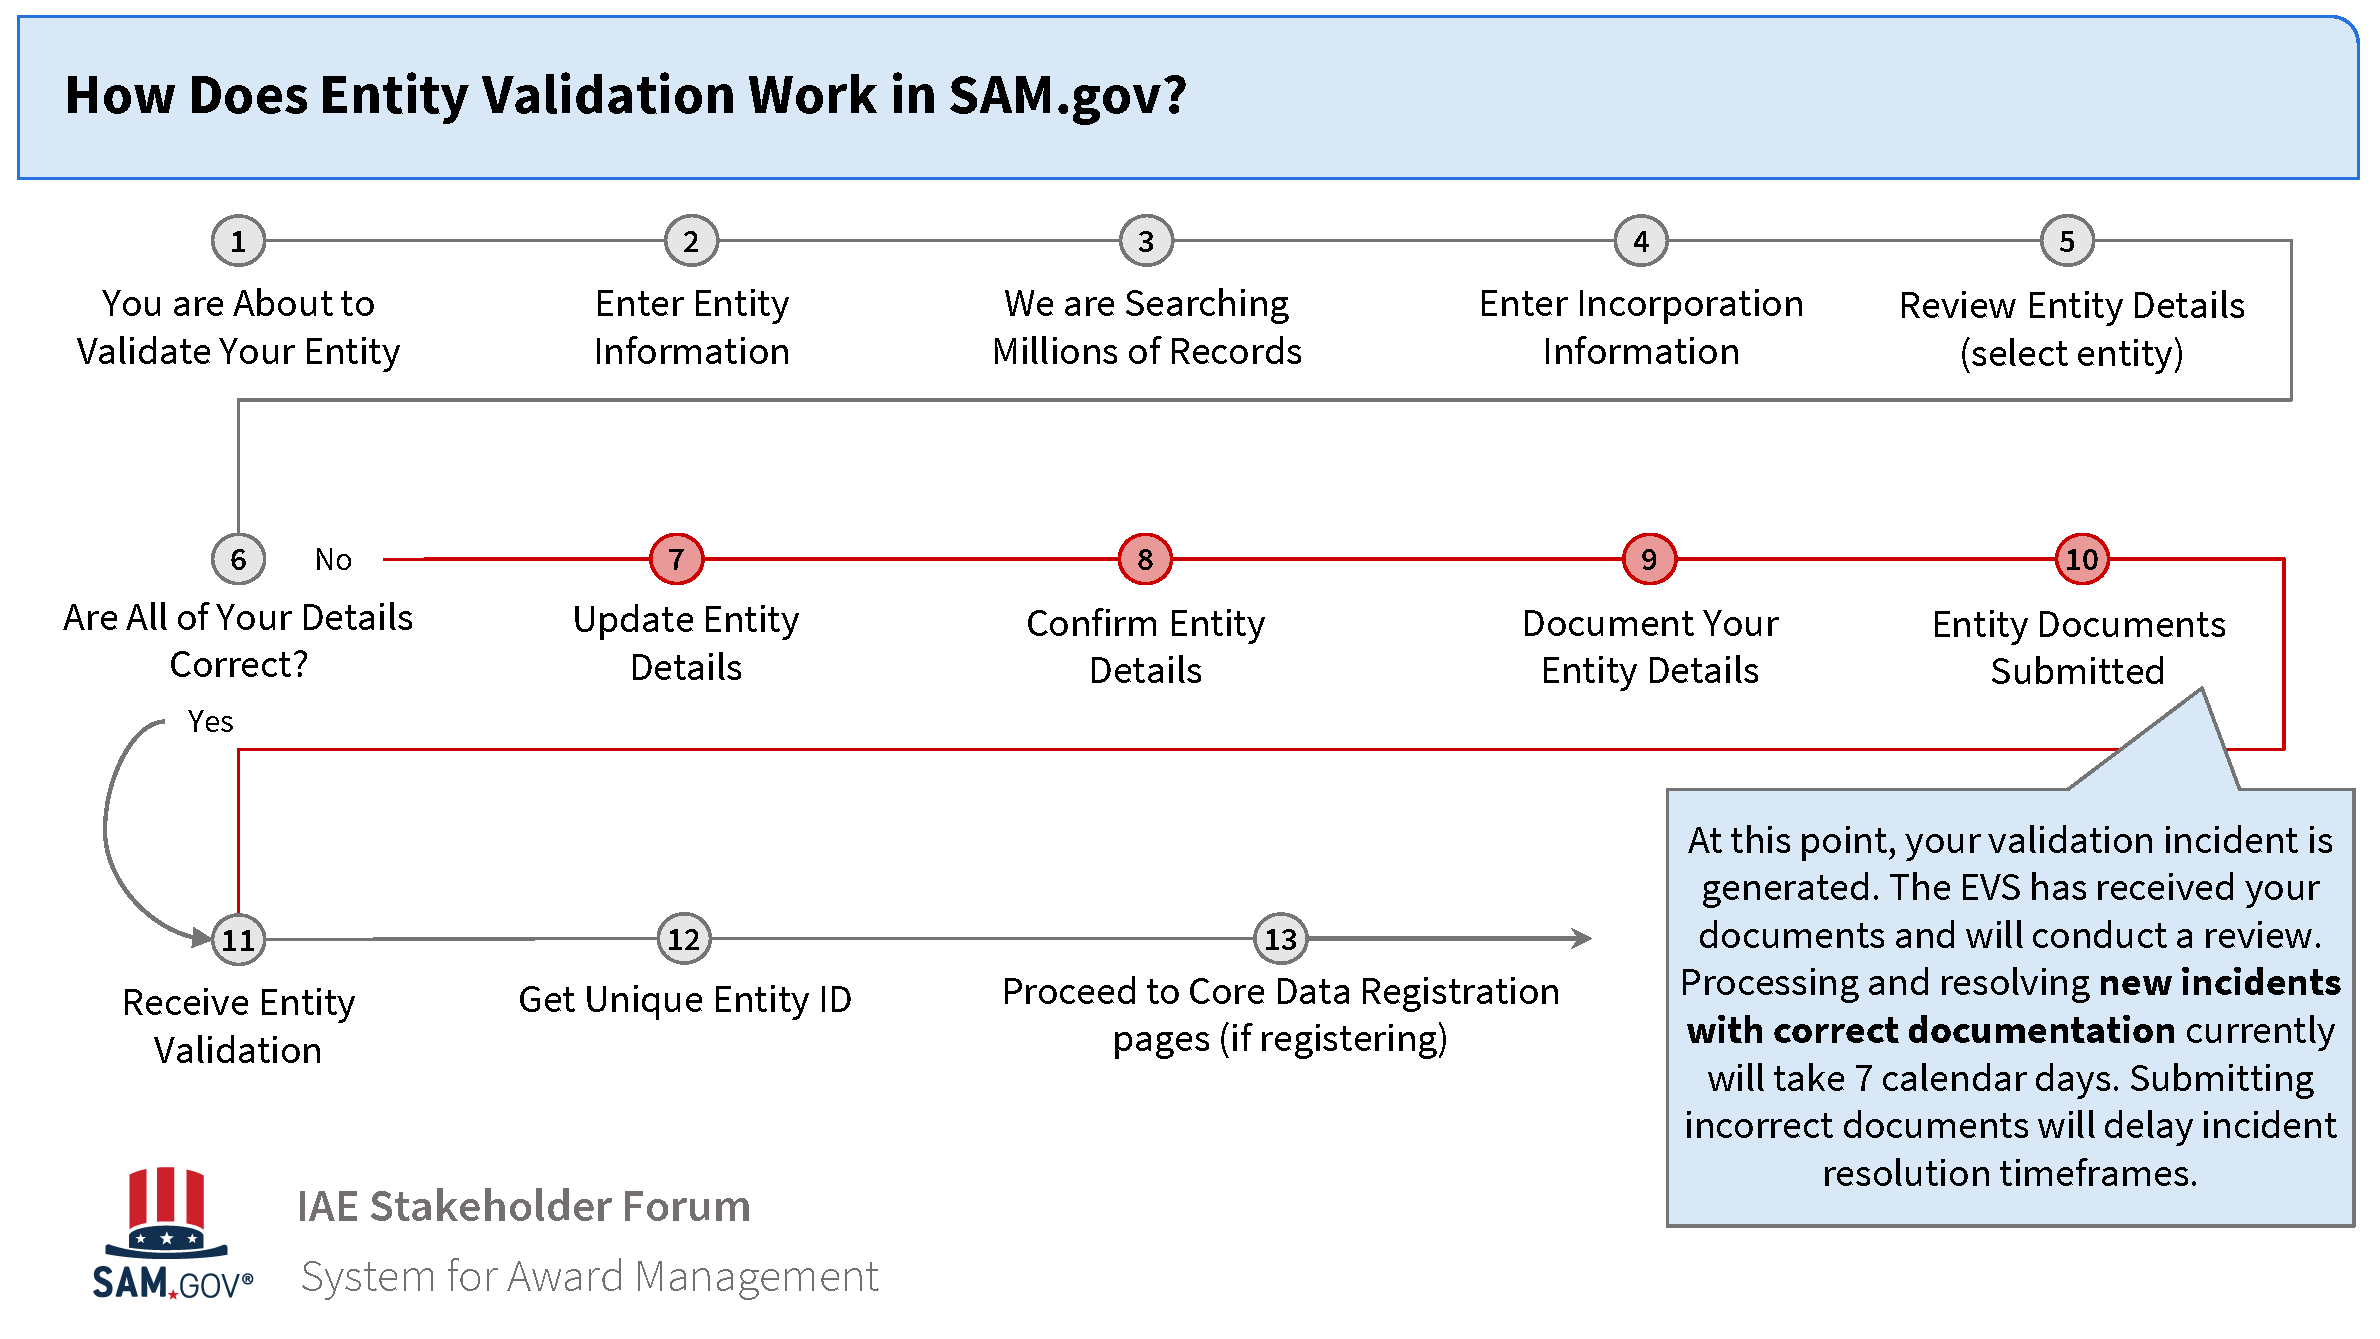 How Does Entity Validation Work in SAM.gov?
1
2
3
4
5
You are About to
Validate Your Entity
Enter Entity
Information
We are Searching
Millions of Records
Enter Incorporation
Information
Review Entity Details
(select entity)
6
No
7
8
9
10
Are All of Your Details
Correct?
Yes
Update Entity
Details
Confirm Entity
Details
Document Your
Entity Details
Entity Documents
Submitted
11
12
13
Receive Entity
Validation
Get Unique Entity ID
Proceed to Core Data Registration
pages (if registering)
At this point, your validation incident is
generated. The EVS has received your
documents and will conduct a review.
Processing and resolving new incidents
with correct documentation currently
will take 7 calendar days. Submitting
incorrect documents will delay incident
resolution timeframes.
SAM.GOV®
IAE Stakeholder Forum
System for Award Management